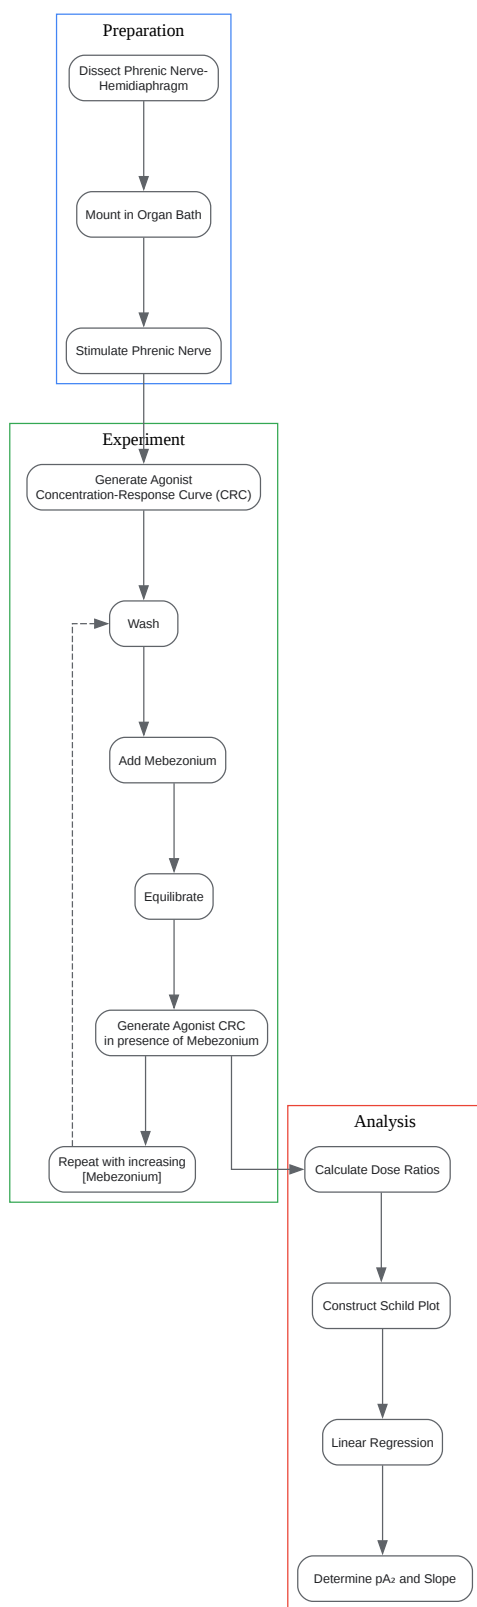 Preparation
Dissect Phrenic Nerve-
Hemidiaphragm
Mount in Organ Bath
Stimulate Phrenic Nerve
Experiment
Generate Agonist
Concentration-Response Curve (CRC)
Wash
Add Mebezonium
Equilibrate
Generate Agonist CRC
in presence of Mebezonium
Repeat with increasing
[Mebezonium]
Analysis
Calculate Dose Ratios
Construct Schild Plot
Linear Regression
Determine pA₂ and Slope